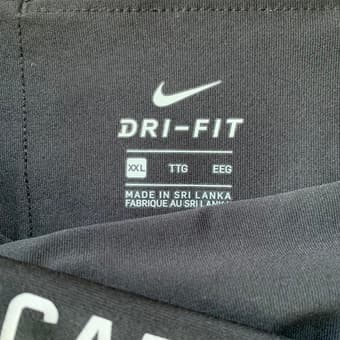 DRI-FIT
XXL TTG EEG
MADE IN SRI LANKA
FABRIQUE AU SRI LANKA